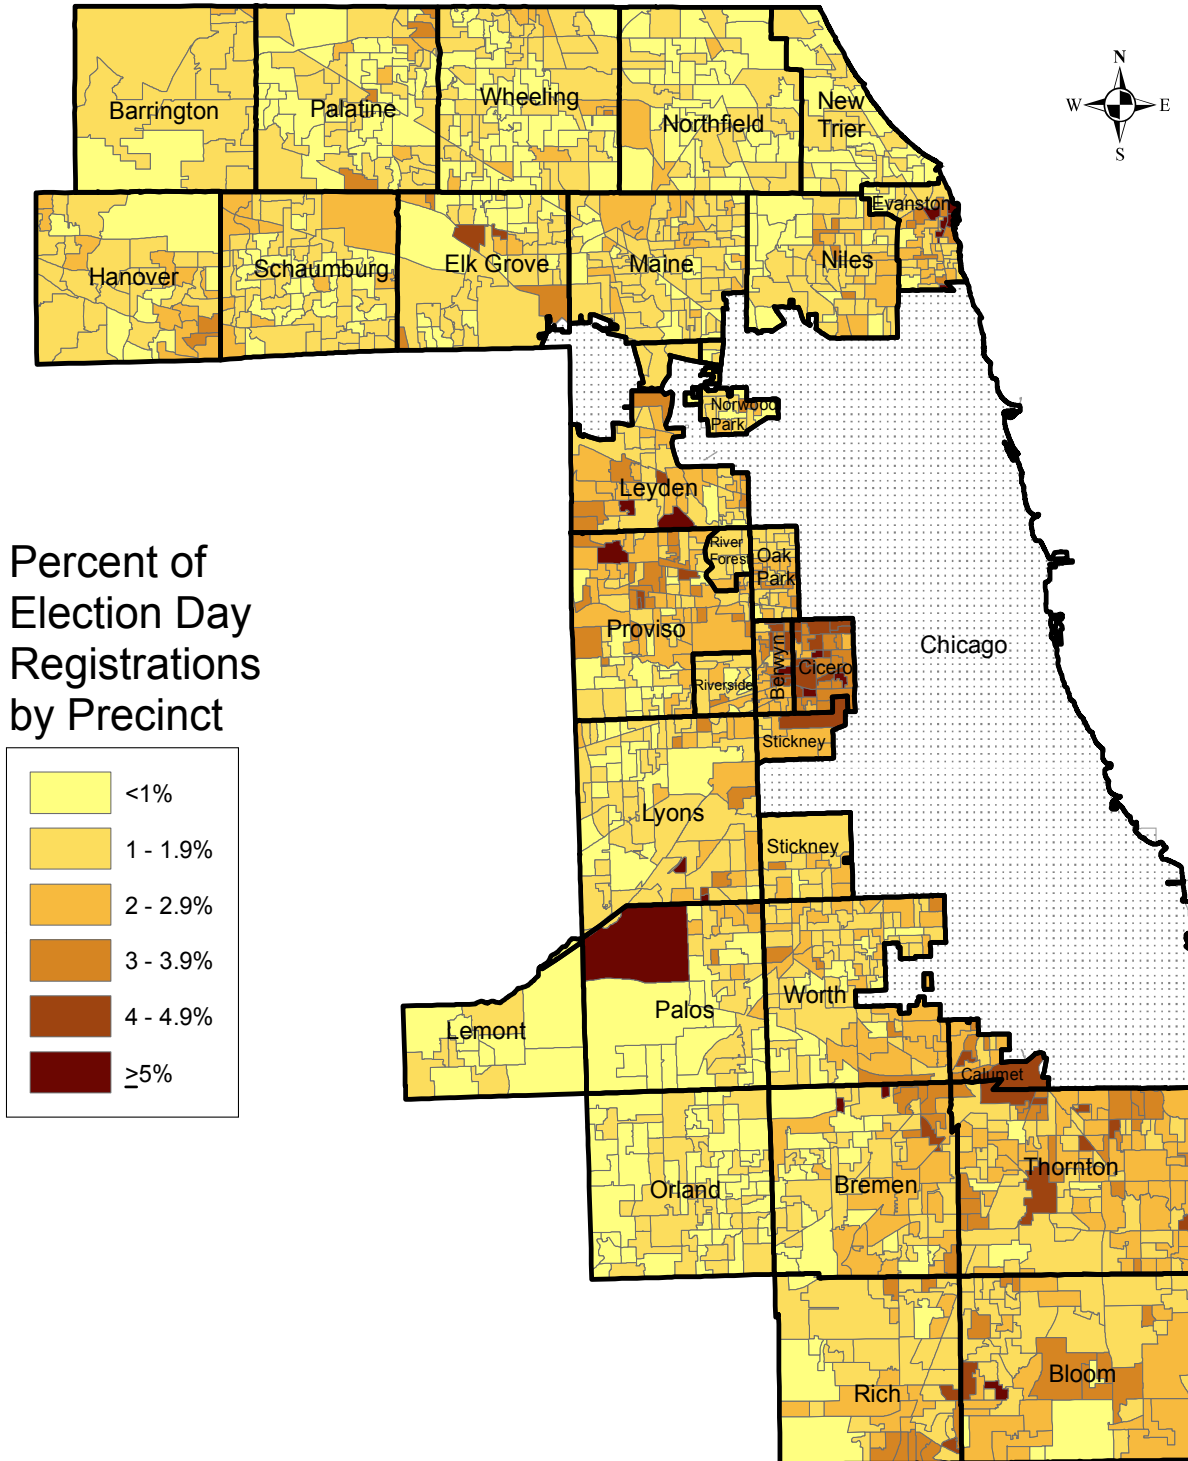 N
W E
S
Barrington
Palatine
Wheeling
Northfield
New
Trier
Evanston
Hanover
Schaumburg
Elk Grove
Maine
Niles
Norwood
Park
Leyden
River
Forest
Oak
Park
Proviso
Berwyn
Cicero
Chicago
Riverside
Stickney
Lyons
Stickney
Palos
Worth
Lemont
Calumet
Orland
Bremen
Thornton
Rich
Bloom
Percent of
Election Day
Registrations
by Precinct
<1%
1 - 1.9%
2 - 2.9%
3 - 3.9%
4 - 4.9%
≥5%